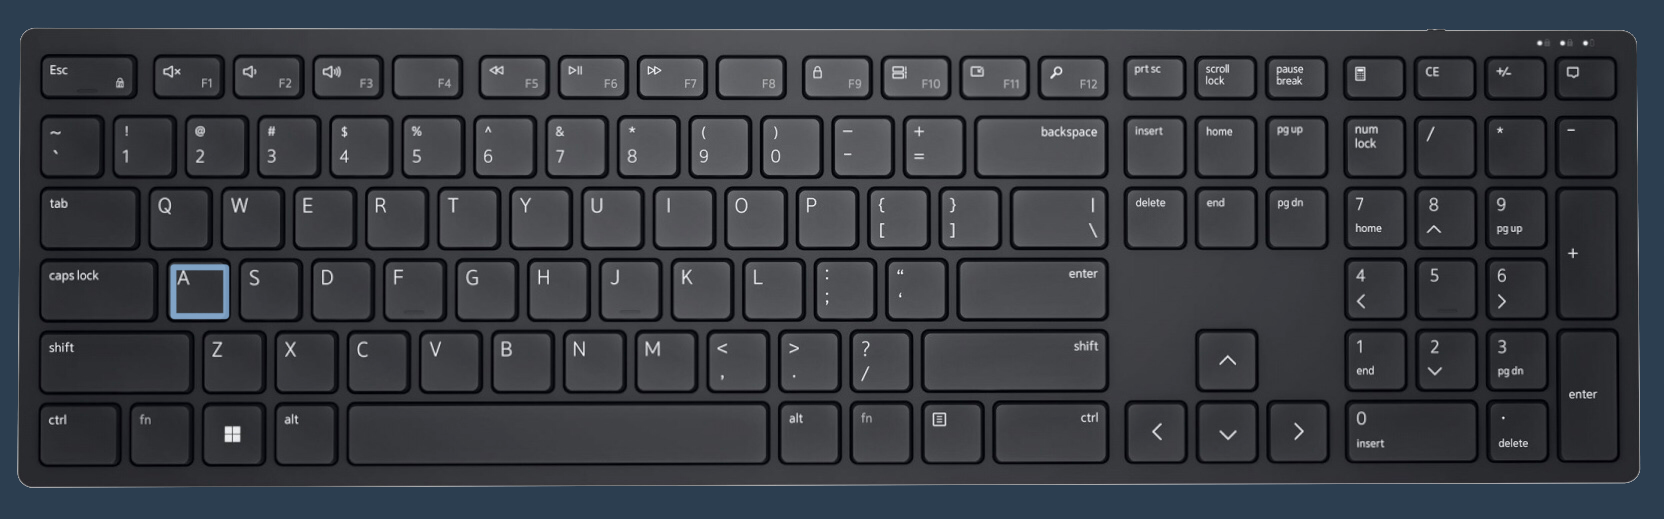 Esc F1 F2 F3 F4 F5 F6 F7 F8 F9 F10 F11 F12 prt sc scroll lock pause break CE +/-
~ ! @ # $ % ^ & * ( ) — + backspace insert home pg up num lock / * −
` 1 2 3 4 5 6 7 8 9 0 - =
tab Q W E R T Y U I O P { } | delete end pg dn 7 8 9
[ ] \ home pg up +
caps lock A S D F G H J K L : “ enter 4 5 6
; ‘
shift Z X C V B N M < > ? shift 1 2 3
, . / end pg dn enter
ctrl fn alt alt fn ctrl 0 .
insert delete